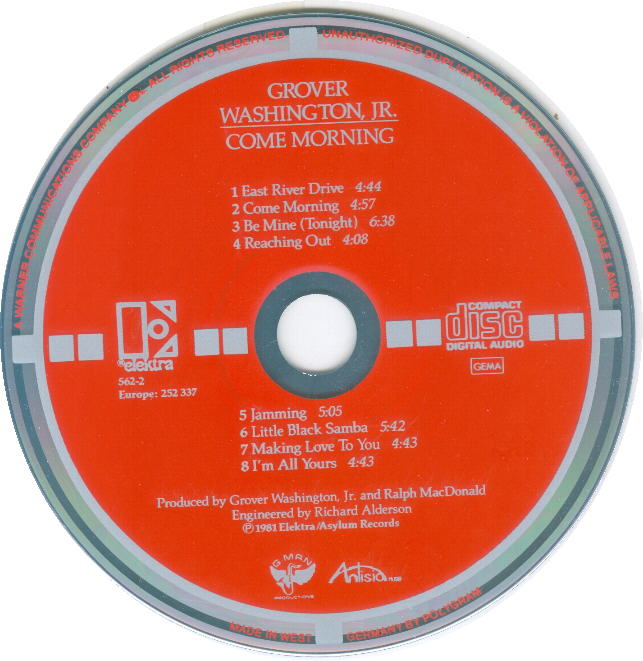 GROVER
WASHINGTON, JR.
COME MORNING
1 East River Drive 4:44
2 Come Morning 4:57
3 Be Mine (Tonight) 6:38
4 Reaching Out 4:08
elektra
562-2
Europe: 252 337
COMPACT
disc
DIGITAL AUDIO
GEMA
5 Jamming 5:05
6 Little Black Samba 5:42
7 Making Love To You 4:43
8 I'm All Yours 4:43
Produced by Grover Washington, Jr. and Ralph MacDonald
Engineered by Richard Alderson
℗ 1981 Elektra/Asylum Records
G MAN
PRODUCTIONS
Antisia MUSIC
A WARNER COMMUNICATIONS COMPANY ALL RIGHTS RESERVED
UNAUTHORIZED DUPLICATION IS A VIOLATION OF APPLICABLE LAWS
MADE IN WEST GERMANY BY POLYGRAM